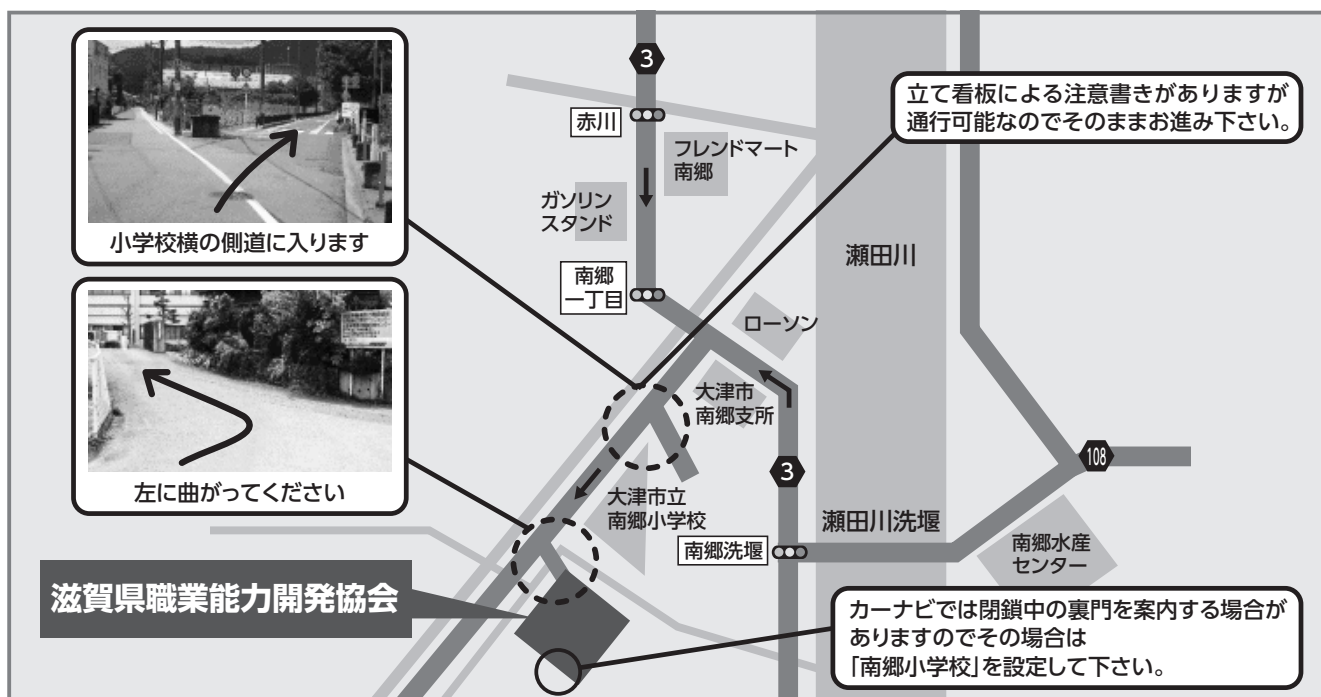 3
赤川
フレンドマート
南郷
ガソリン
スタンド
南郷
一丁目
ローソン
瀬田川
大津市
南郷支所
3
大津市立
南郷小学校
南郷洗堰
瀬田川洗堰
108
南郷水産
センター
立て看板による注意書きがありますが
通行可能なのでそのままお進み下さい。
小学校横の側道に入ります
左に曲がってください
滋賀県職業能力開発協会
カーナビでは閉鎖中の裏門を案内する場合が
ありますのでその場合は
「南郷小学校」を設定して下さい。